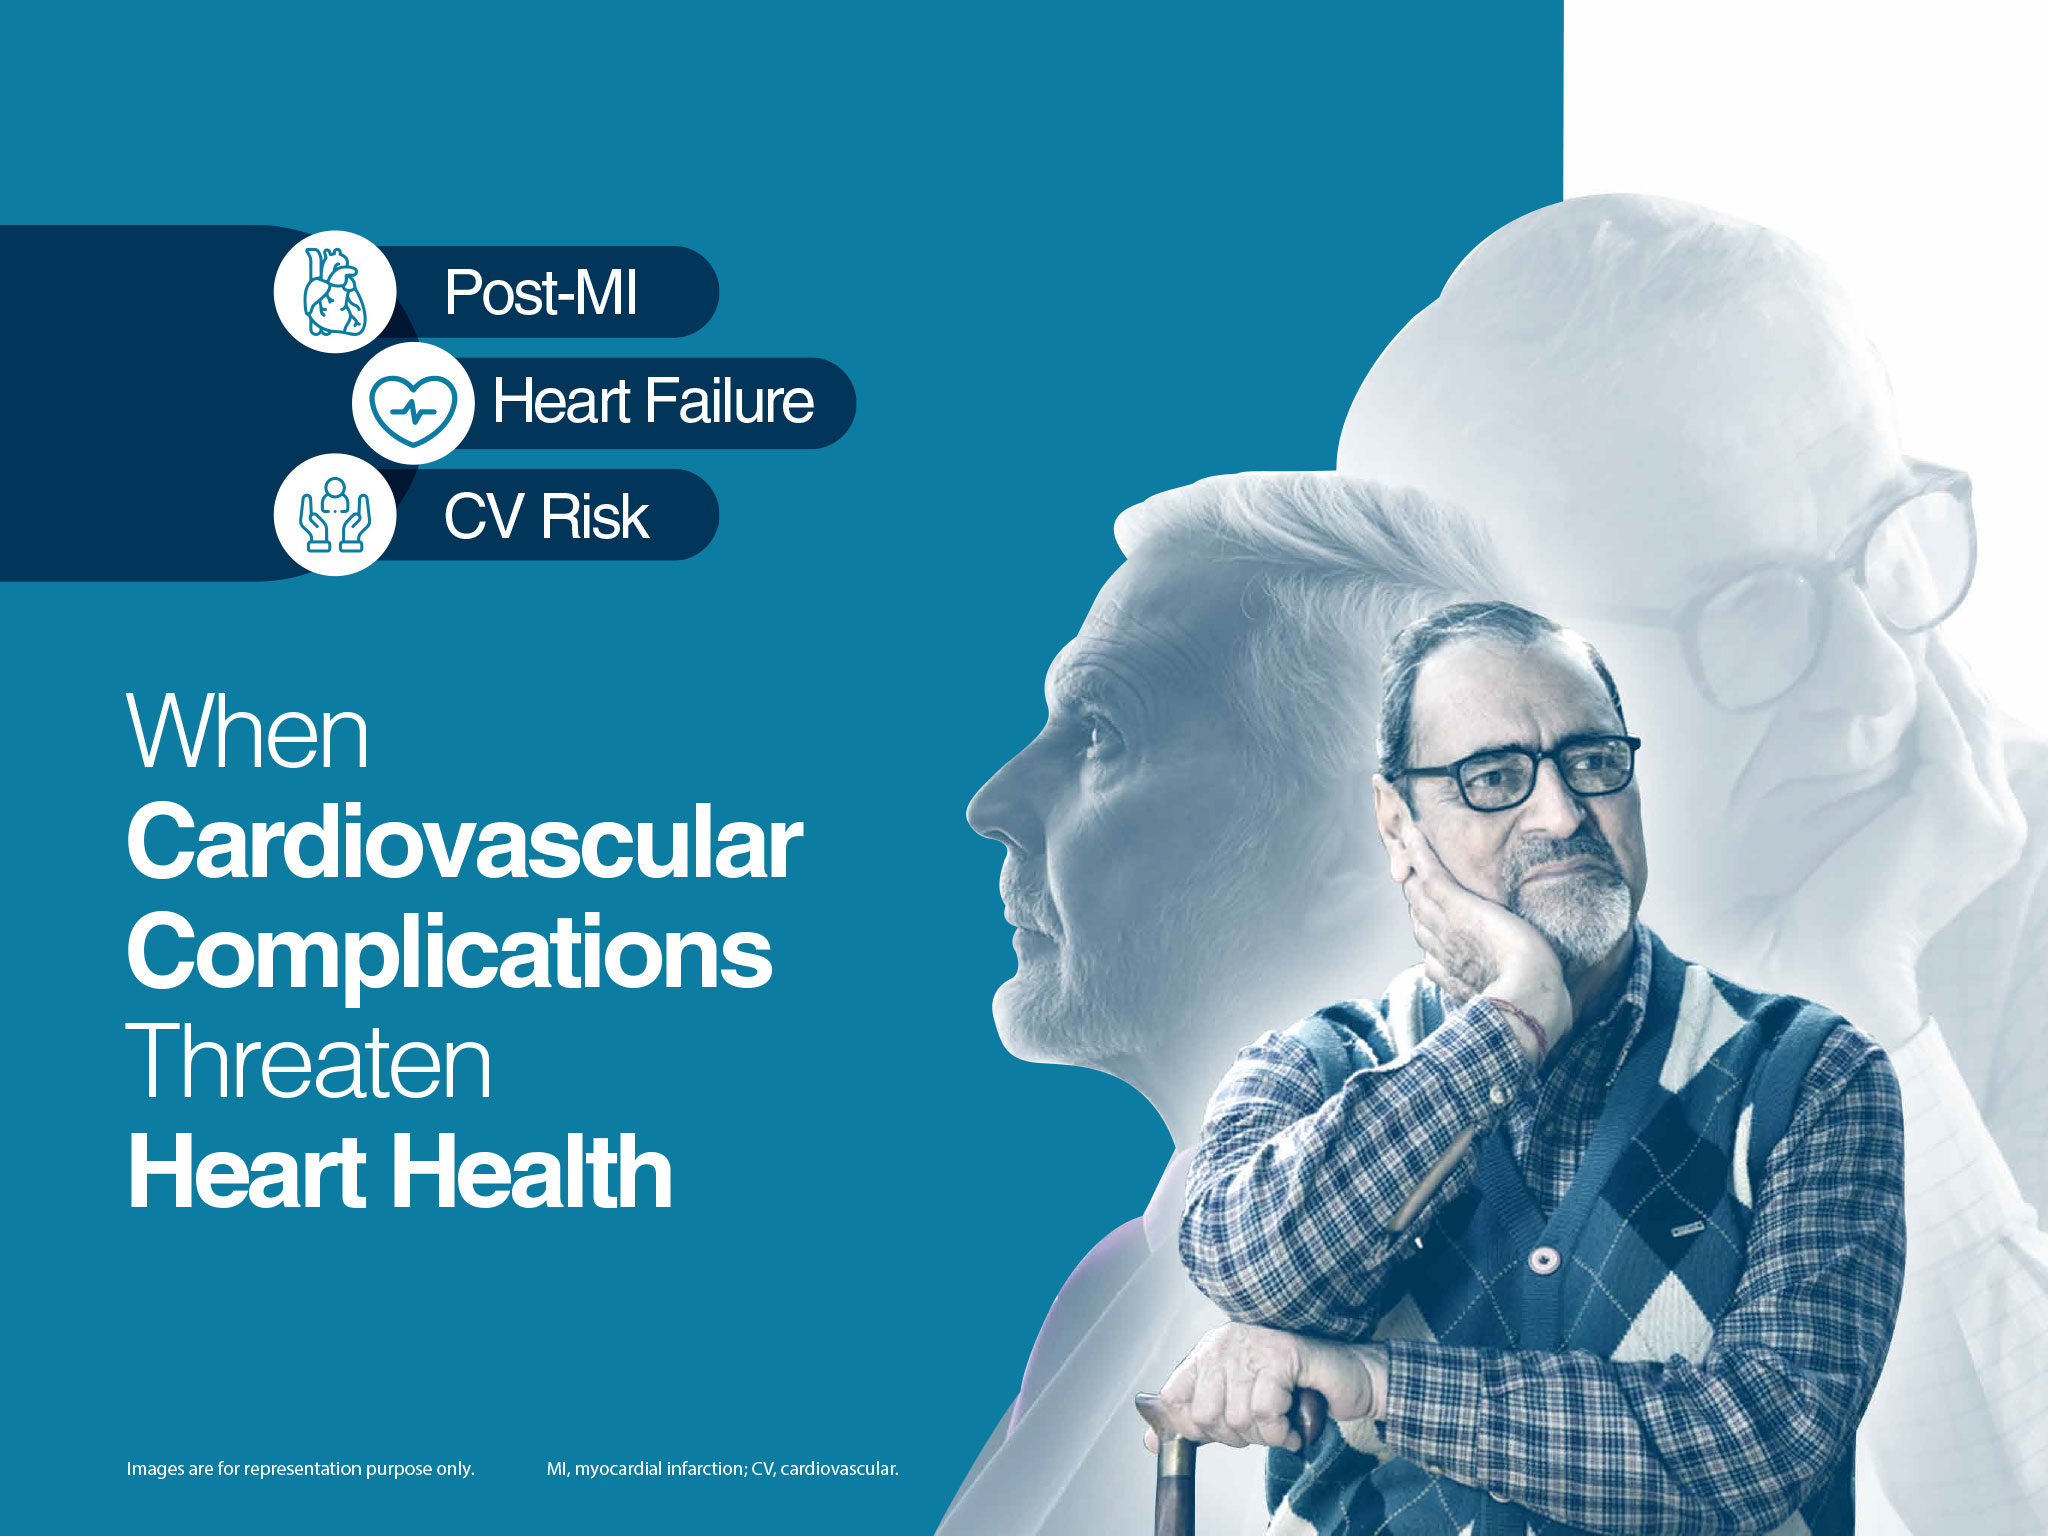 Post-MI
Heart Failure
CV Risk
When
Cardiovascular
Complications
Threaten
Heart Health
Images are for representation purpose only.
MI, myocardial infarction; CV, cardiovascular.